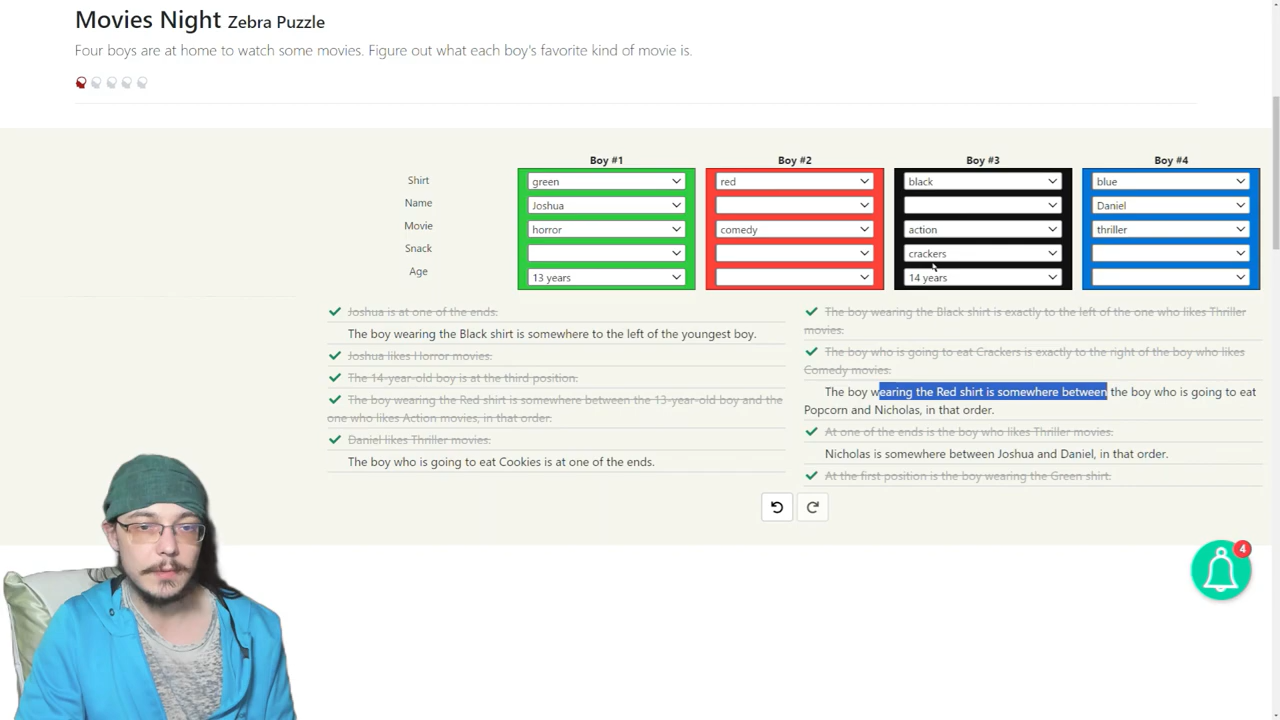 Movies Night Zebra Puzzle
Four boys are at home to watch some movies. Figure out what each boy's favorite kind of movie is.
Boy #1 Boy #2 Boy #3 Boy #4
Shirt green red black blue
Name Joshua Daniel
Movie horror comedy action thriller
Snack crackers
Age 13 years 14 years
Joshua is at one of the ends.
The boy wearing the Black shirt is somewhere to the left of the youngest boy.
Joshua likes Horror movies.
The 14-year-old boy is at the third position.
The boy wearing the Red shirt is somewhere between the 13-year-old boy and the
one who likes Action movies, in that order.
Daniel likes Thriller movies.
The boy who is going to eat Cookies is at one of the ends.
The boy wearing the Black shirt is exactly to the left of the one who likes Thriller
movies.
The boy who is going to eat Crackers is exactly to the right of the boy who likes
Comedy movies.
The boy wearing the Red shirt is somewhere between the boy who is going to eat
Popcorn and Nicholas, in that order.
At one of the ends is the boy who likes Thriller movies.
Nicholas is somewhere between Joshua and Daniel, in that order.
At the first position is the boy wearing the Green shirt.
4